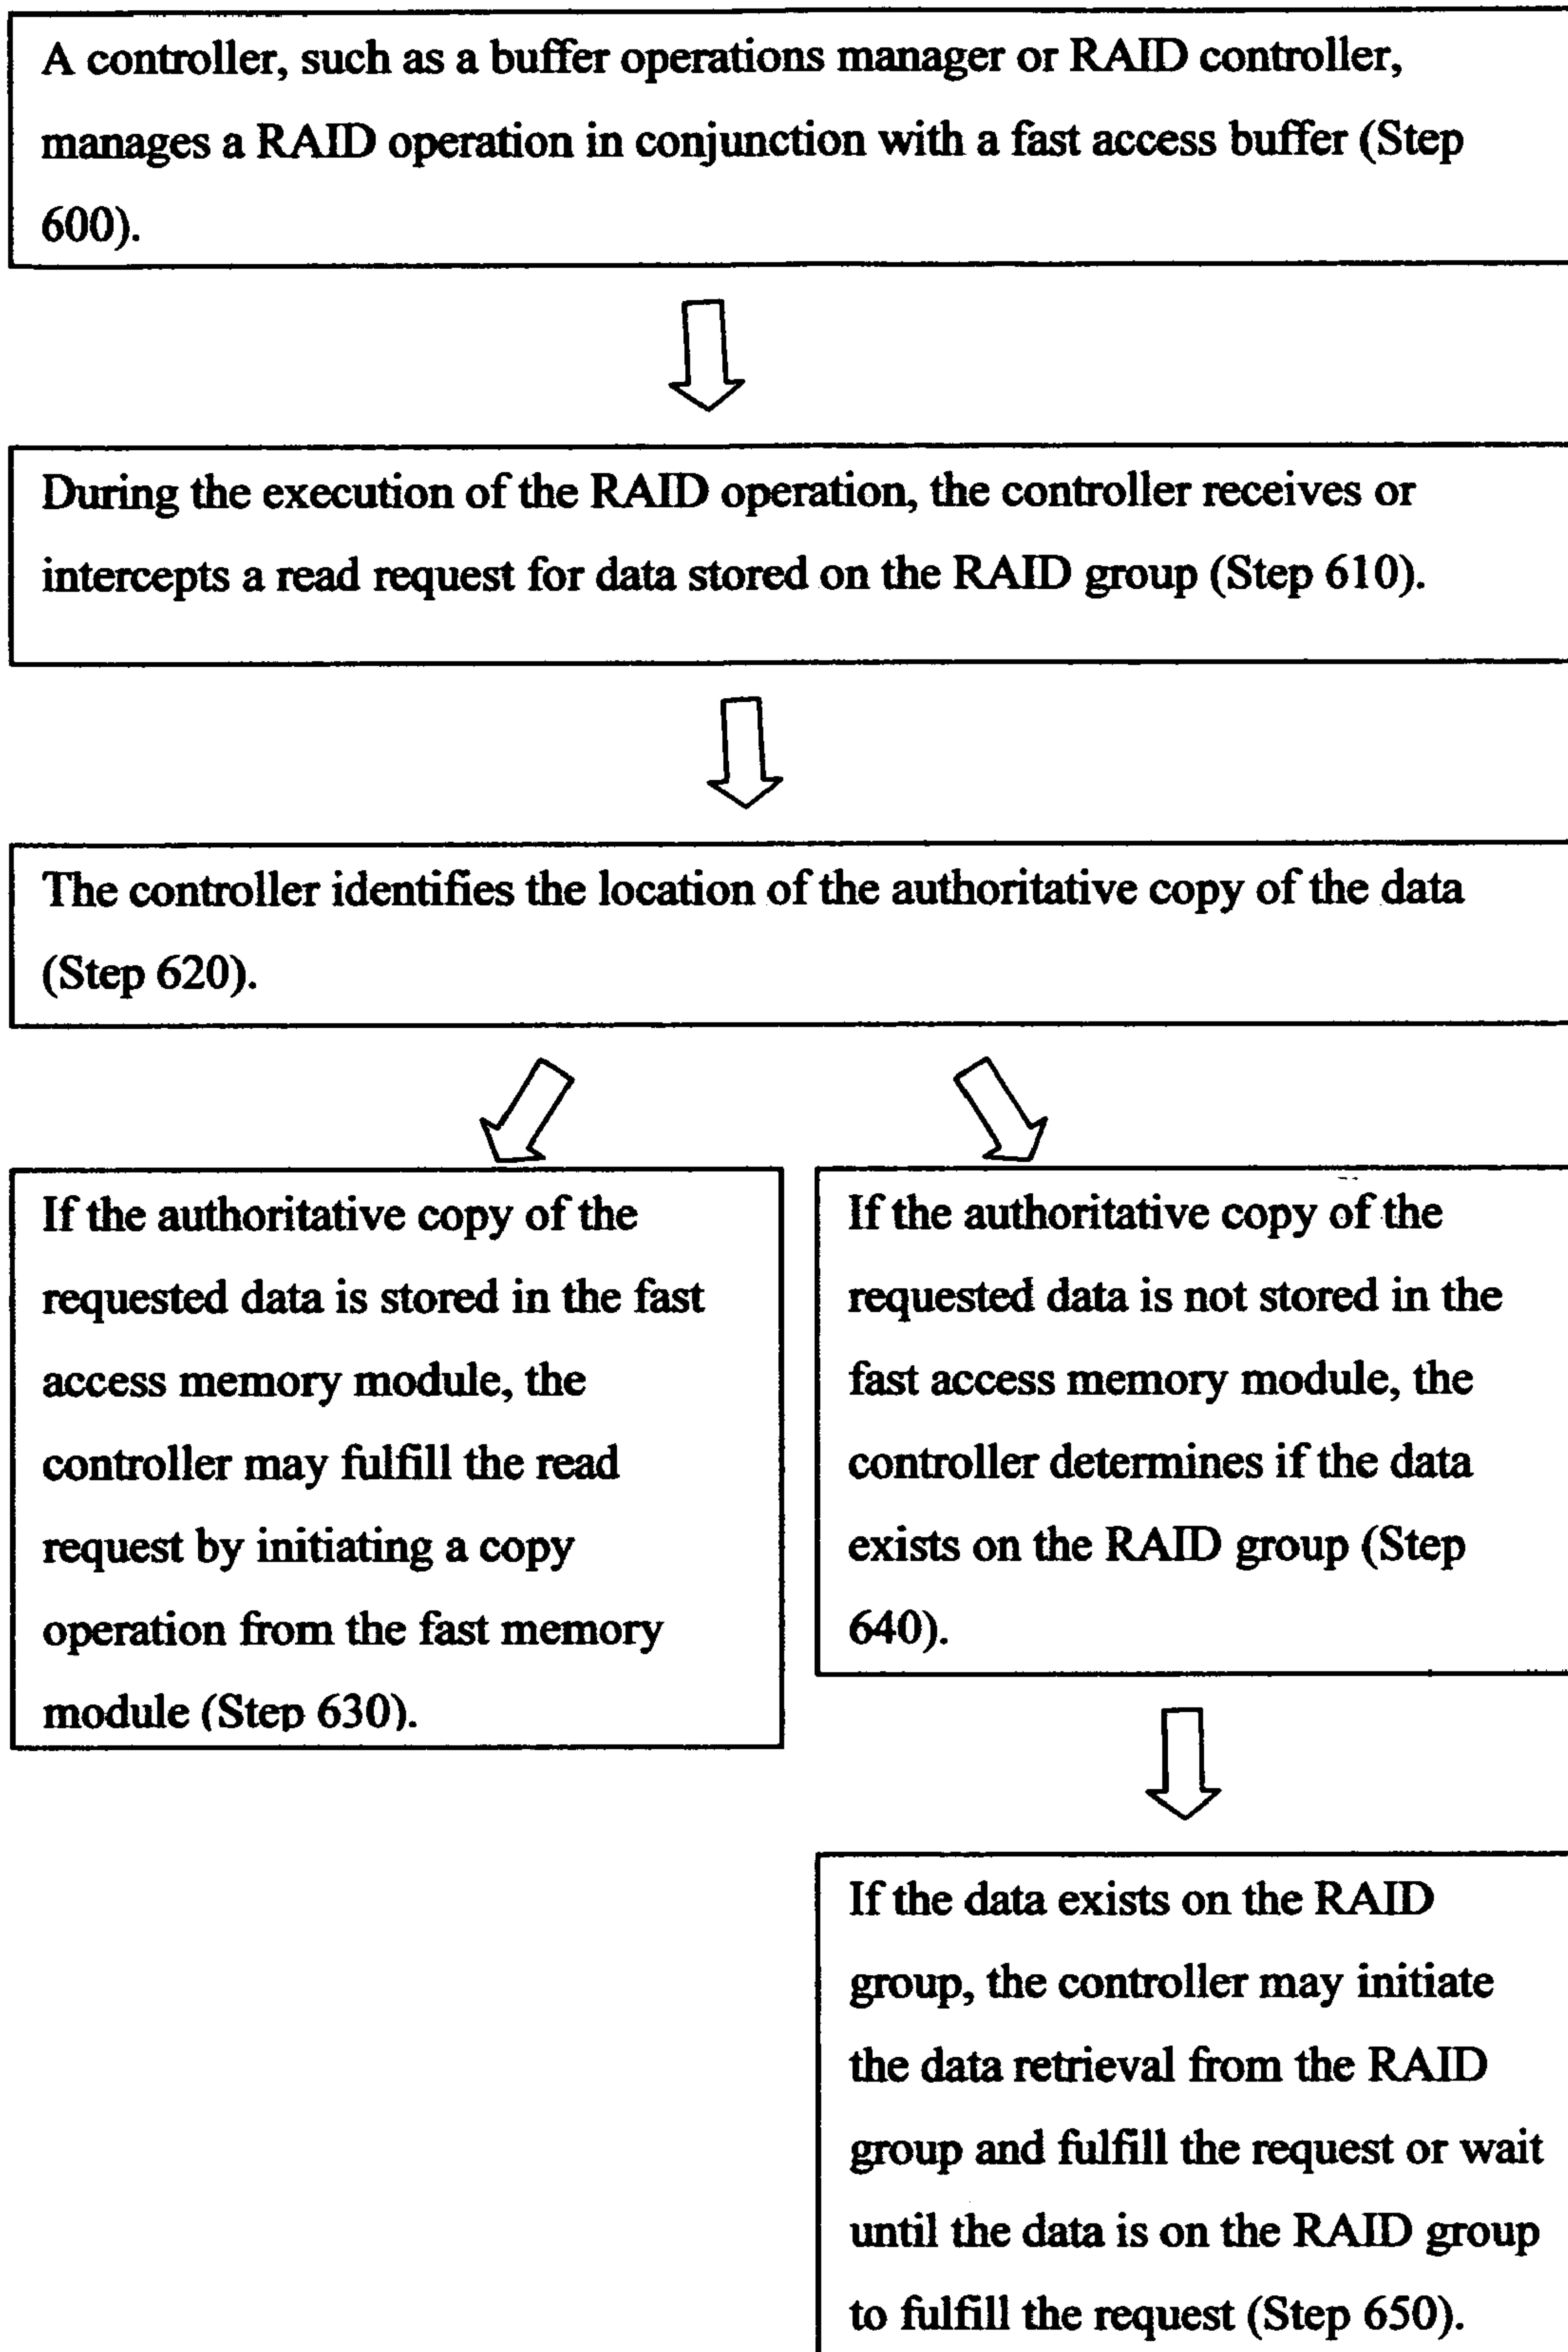 A controller, such as a buffer operations manager or RAID controller,
manages a RAID operation in conjunction with a fast access buffer (Step
600).
During the execution of the RAID operation, the controller receives or
intercepts a read request for data stored on the RAID group (Step 610).
The controller identifies the location of the authoritative copy of the data
(Step 620).
If the authoritative copy of the
requested data is stored in the fast
access memory module, the
controller may fulfill the read
request by initiating a copy
operation from the fast memory
module (Step 630).
If the authoritative copy of the
requested data is not stored in the
fast access memory module, the
controller determines if the data
exists on the RAID group (Step
640).
If the data exists on the RAID
group, the controller may initiate
the data retrieval from the RAID
group and fulfill the request or wait
until the data is on the RAID group
to fulfill the request (Step 650).